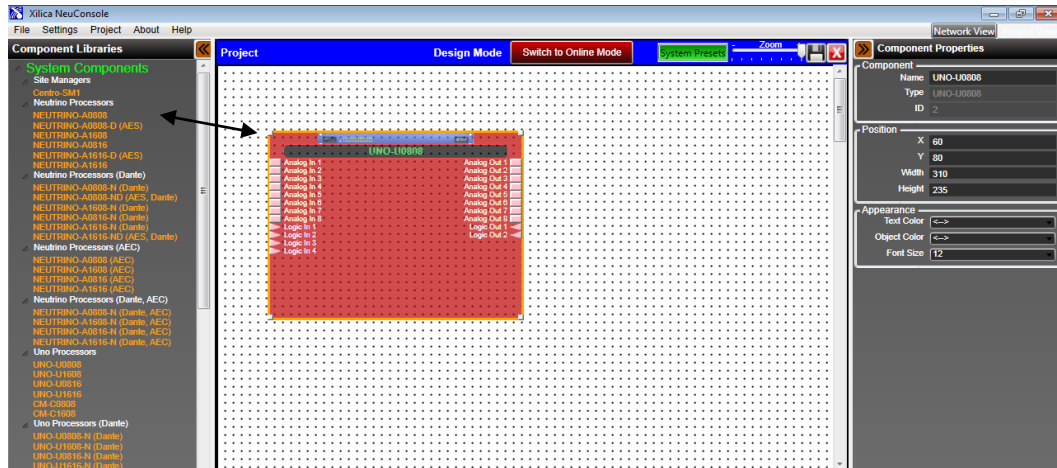 Xilica NeuConsole
File Settings Project About Help
Network View
Component Libraries
System Components
Site Managers
Centro-SM1
Neutrino Processors
NEUTRINO-A0808
NEUTRINO-A0808-D (AES)
NEUTRINO-A1608
NEUTRINO-A0816
NEUTRINO-A1616-D (AES)
NEUTRINO-A1616
Neutrino Processors (Dante)
NEUTRINO-A0808-N (Dante)
NEUTRINO-A0808-ND (AES, Dante)
NEUTRINO-A1608-N (Dante)
NEUTRINO-A0816-N (Dante)
NEUTRINO-A1616-N (Dante)
NEUTRINO-A1616-ND (AES, Dante)
Neutrino Processors (AEC)
NEUTRINO-A0808 (AEC)
NEUTRINO-A1608 (AEC)
NEUTRINO-A0816 (AEC)
NEUTRINO-A1616 (AEC)
Neutrino Processors (Dante, AEC)
NEUTRINO-A0808-N (Dante, AEC)
NEUTRINO-A1608-N (Dante, AEC)
NEUTRINO-A0816-N (Dante, AEC)
NEUTRINO-A1616-N (Dante, AEC)
Uno Processors
UNO-U0808
UNO-U1608
UNO-U0816
UNO-U1616
CM-C0808
CM-C1608
Uno Processors (Dante)
UNO-U0808-N (Dante)
UNO-U1608-N (Dante)
UNO-U0816-N (Dante)
UNO-U1616-N (Dante)
Project Design Mode Switch to Online Mode System Presets - Zoom + X
UNO-U0808
Analog In 1 Analog Out 1
Analog In 2 Analog Out 2
Analog In 3 Analog Out 3
Analog In 4 Analog Out 4
Analog In 5 Analog Out 5
Analog In 6 Analog Out 6
Analog In 7 Analog Out 7
Analog In 8 Analog Out 8
Logic In 1 Logic Out 1
Logic In 2 Logic Out 2
Logic In 3
Logic In 4
Component Properties
Component
Name UNO-U0808
Type UNO-U0808
ID 2
Position
X 60
Y 80
Width 310
Height 235
Appearance
Text Color <-->
Object Color <-->
Font Size 12